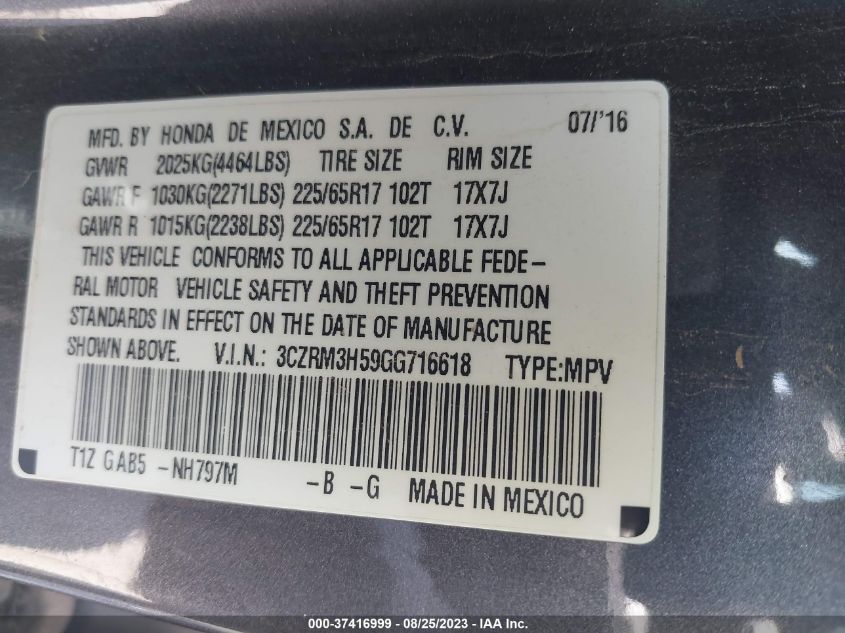 MFD. BY HONDA DE MEXICO S.A. DE C.V. 07/'16
GVWR 2025KG(4464LBS) TIRE SIZE RIM SIZE
GAWR F 1030KG(2271LBS) 225/65R17 102T 17X7J
GAWR R 1015KG(2238LBS) 225/65R17 102T 17X7J
THIS VEHICLE CONFORMS TO ALL APPLICABLE FEDE-
RAL MOTOR VEHICLE SAFETY AND THEFT PREVENTION
STANDARDS IN EFFECT ON THE DATE OF MANUFACTURE
SHOWN ABOVE. V.I.N.: 3CZRM3H59GG716618 TYPE:MPV
T1Z GAB5 -NH797M -B -G MADE IN MEXICO
000-37416999 - 08/25/2023 - IAA Inc.